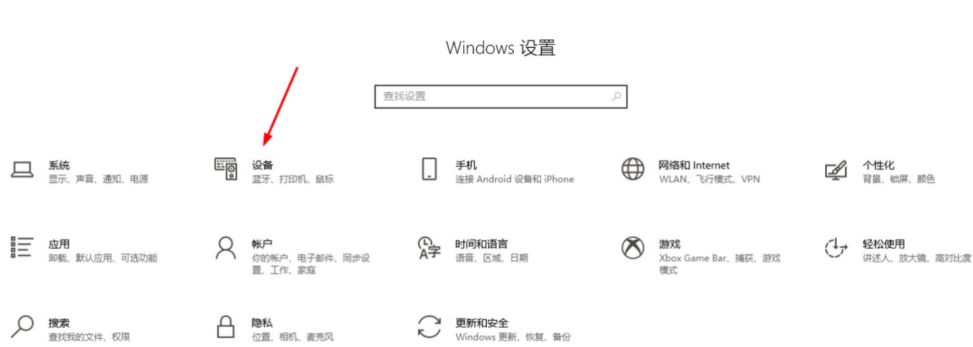 Windows 设置
查找设置
系统
显示、声音、通知、电源
设备
蓝牙、打印机、鼠标
手机
连接 Android 设备和 iPhone
网络和 Internet
WLAN、飞行模式、VPN
个性化
背景、锁屏、颜色
应用
卸载、默认应用、可选功能
帐户
你的帐户、电子邮件、同步设
置、工作、家庭
时间和语言
语音、区域、日期
游戏
Xbox Game Bar、捕获、游戏
模式
轻松使用
讲述人、放大镜、高对比度
搜索
查找我的文件、权限
隐私
位置、相机、麦克风
更新和安全
Windows 更新、恢复、备份